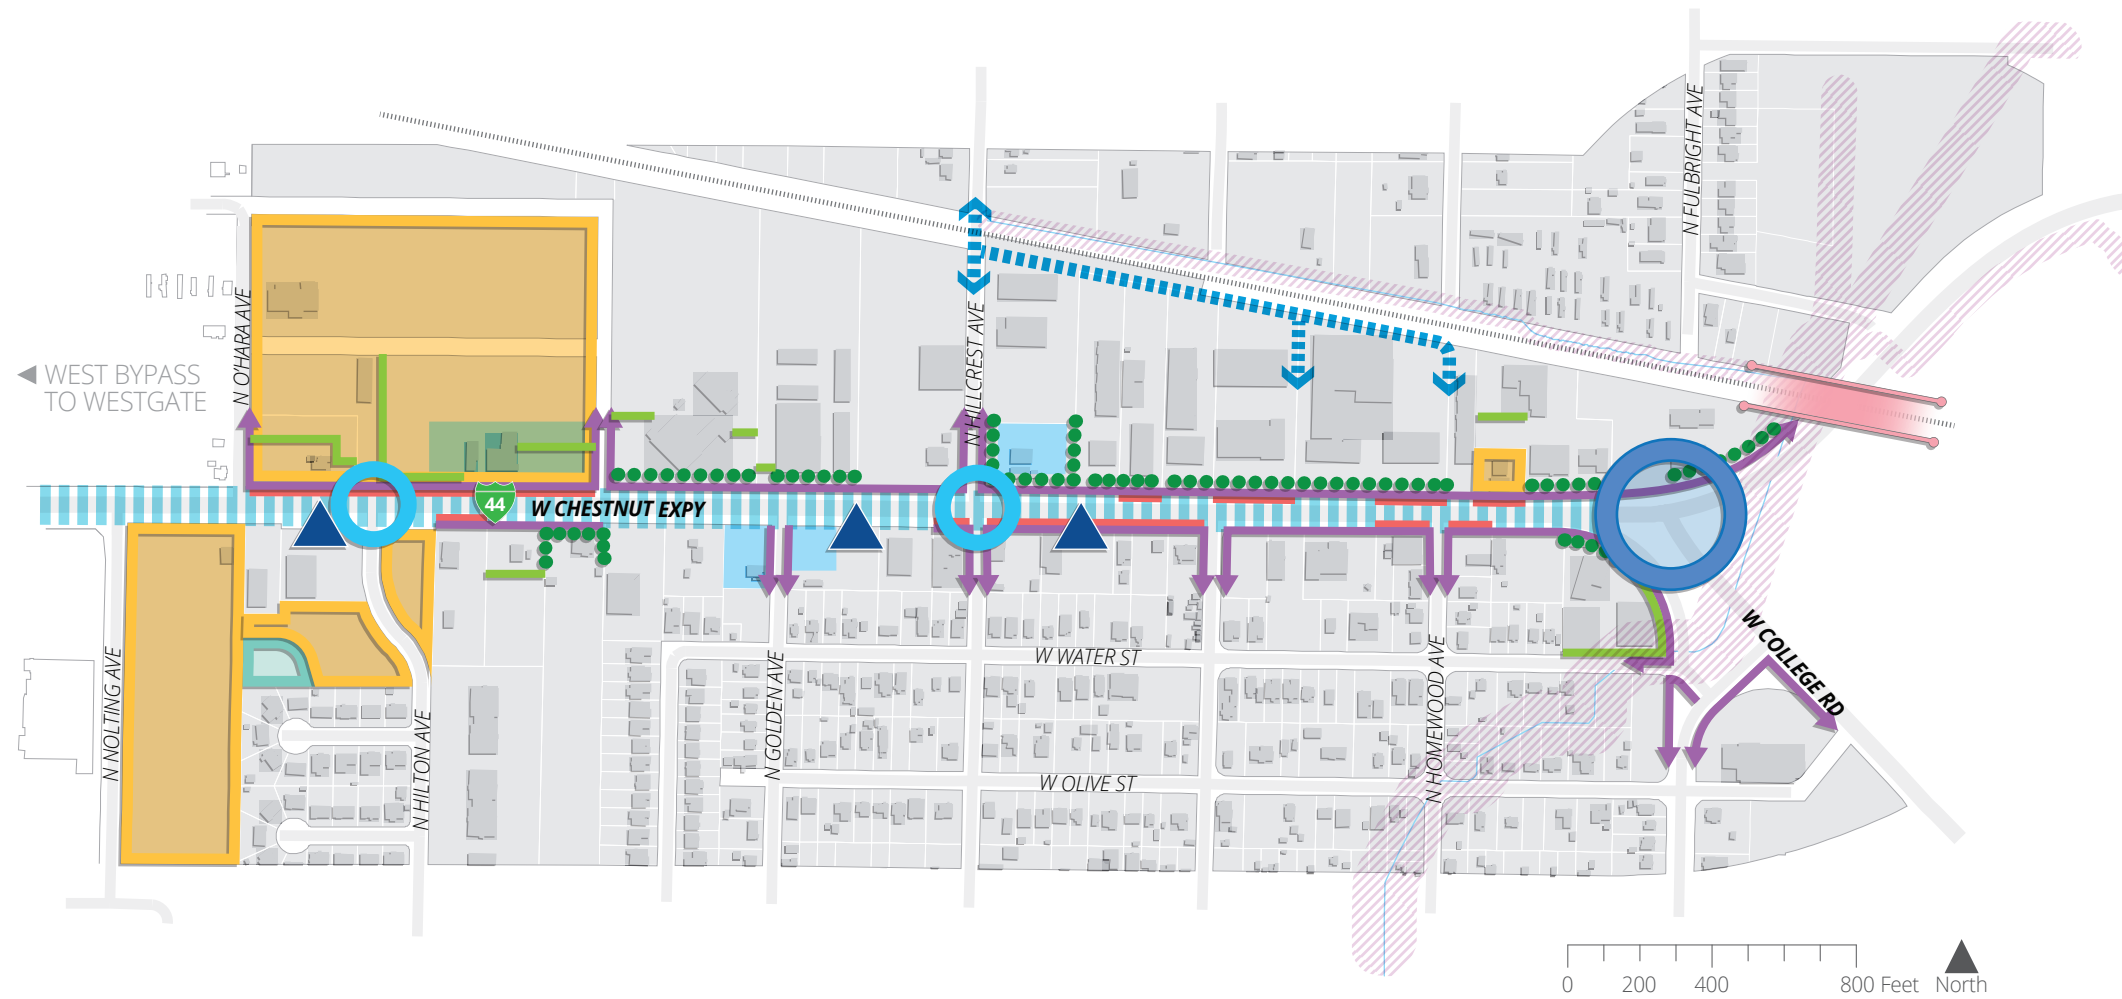 N FULBRIGHT AVE
N O'HARA AVE
N HILLCREST AVE
WEST BYPASS
TO WESTGATE
44
W CHESTNUT EXPY
N NOLTING AVE
N HILTON AVE
N GOLDEN AVE
W WATER ST
N HOMEWOOD AVE
W COLLEGE RD
W OLIVE ST
0 200 400 800 Feet North